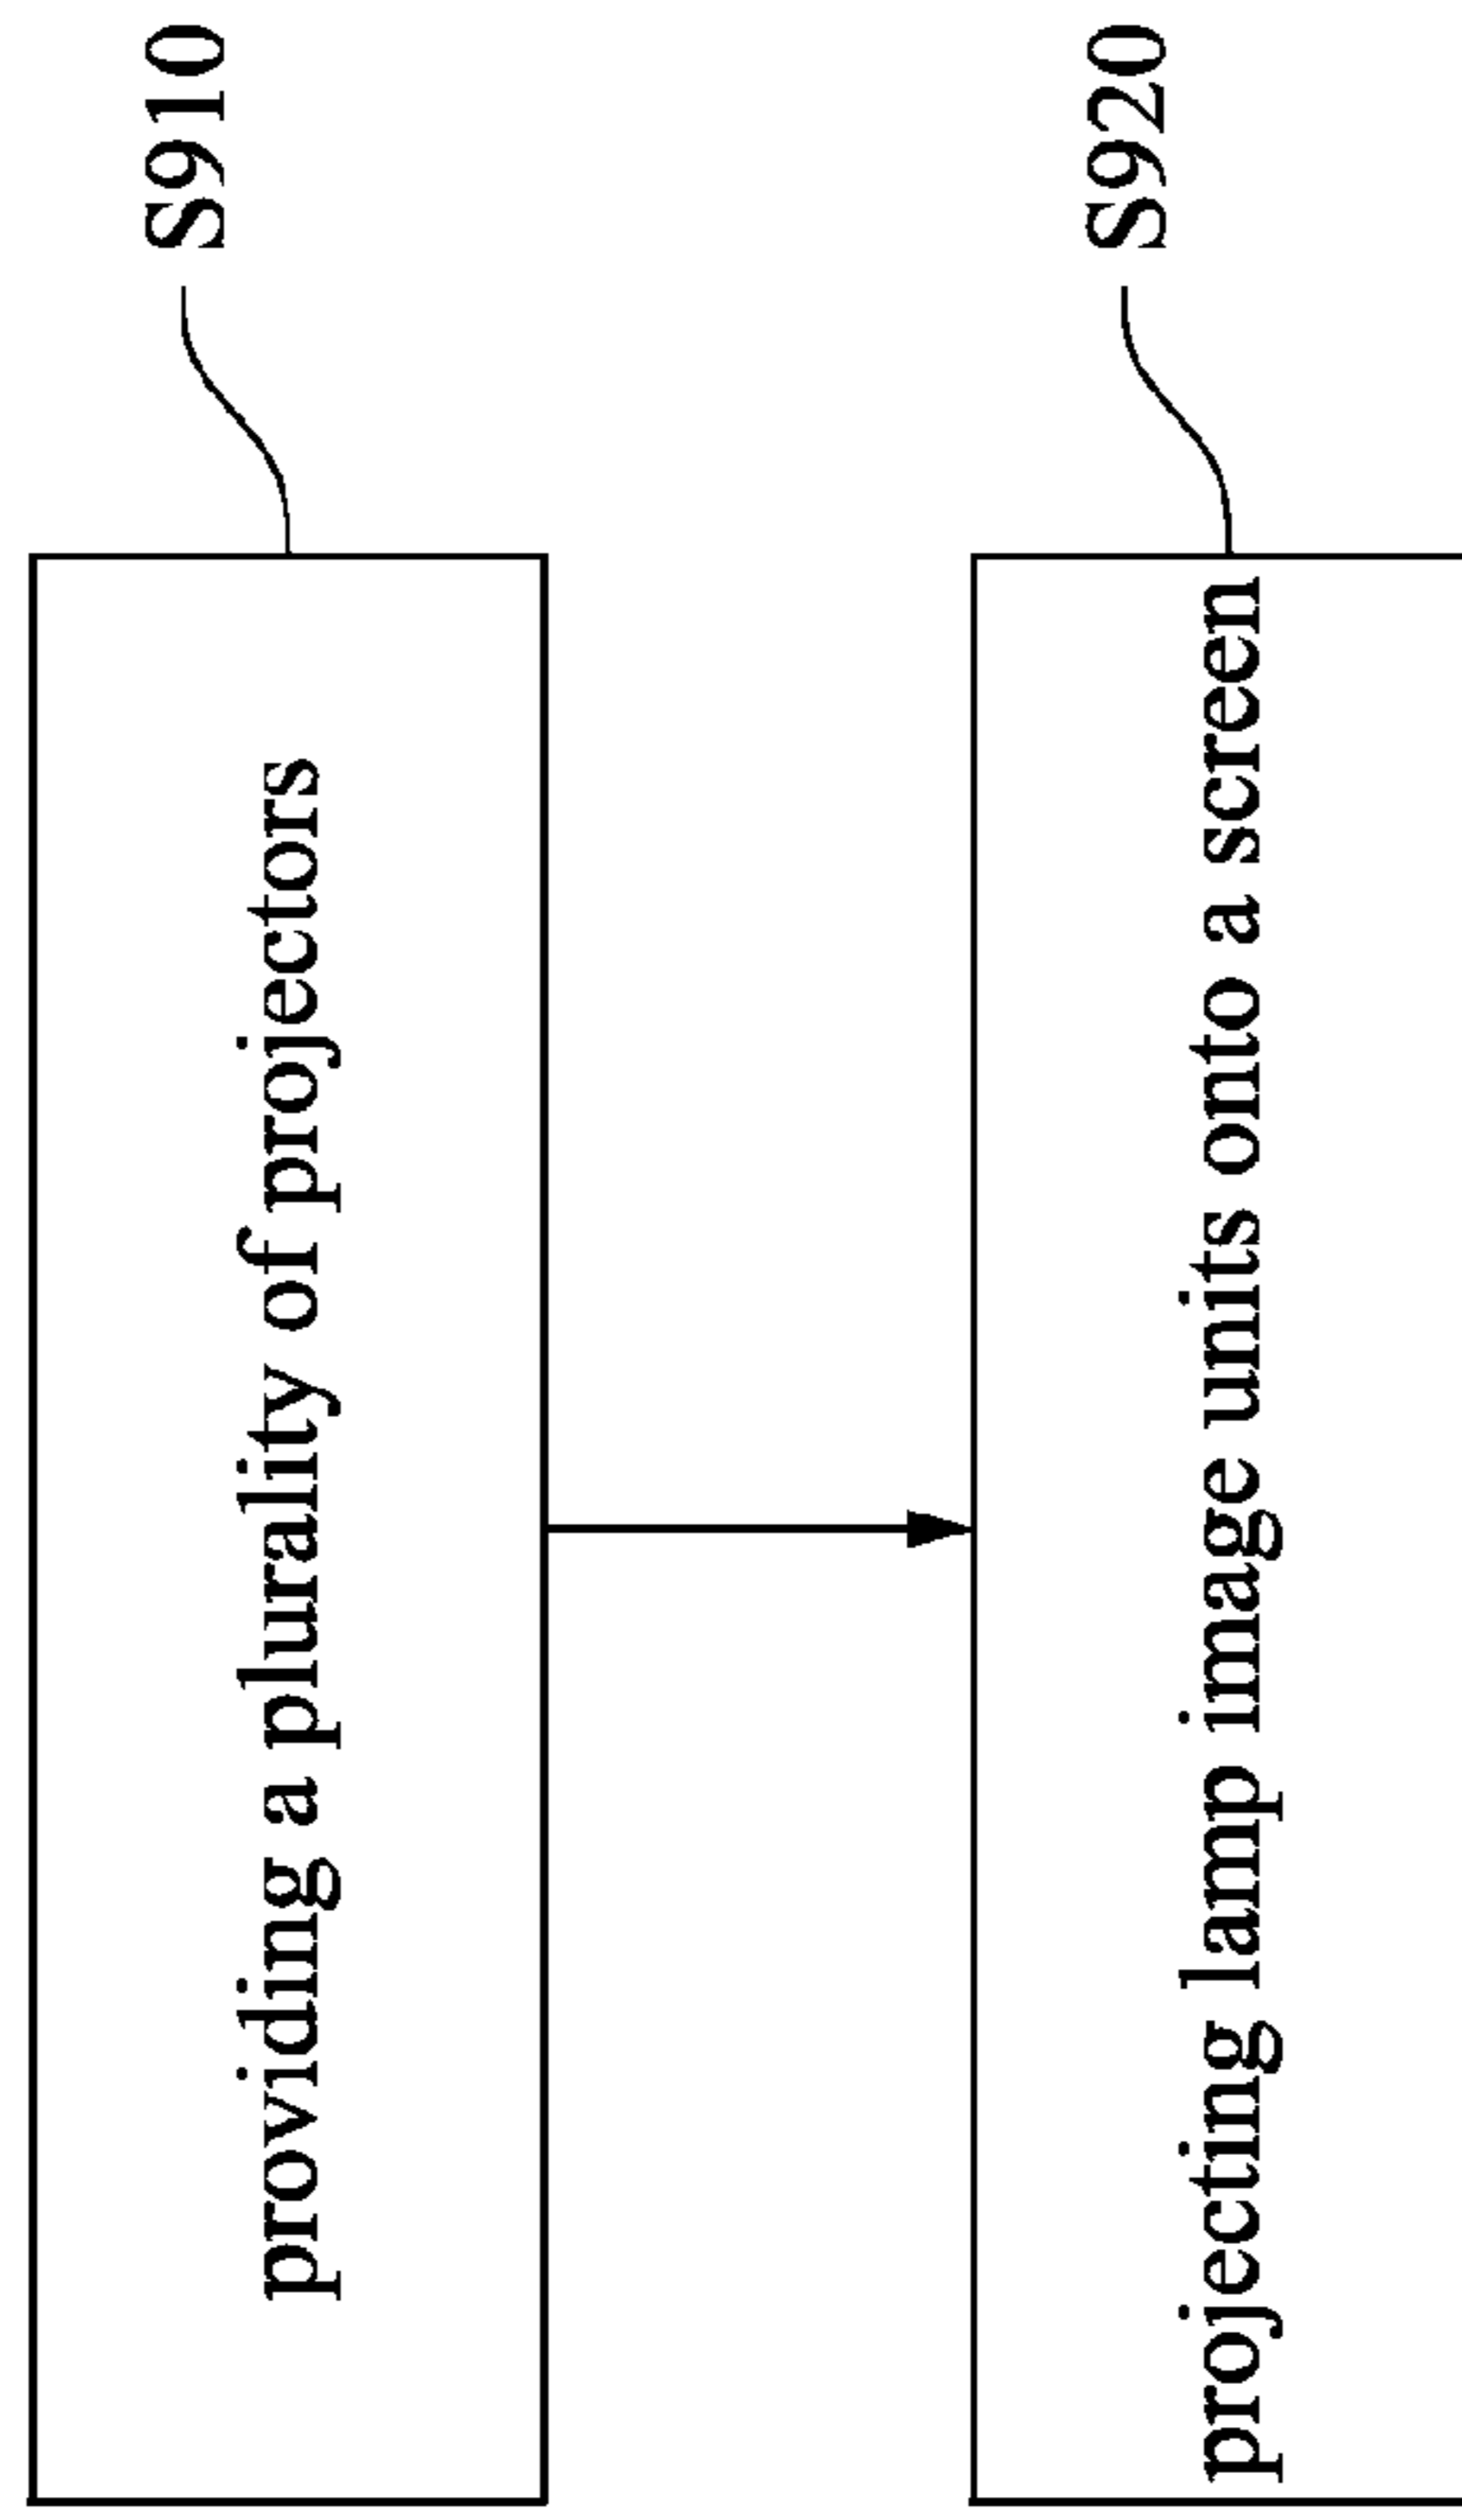 S910
providing a plurality of projectors
S920
projecting lamp image units onto a screen